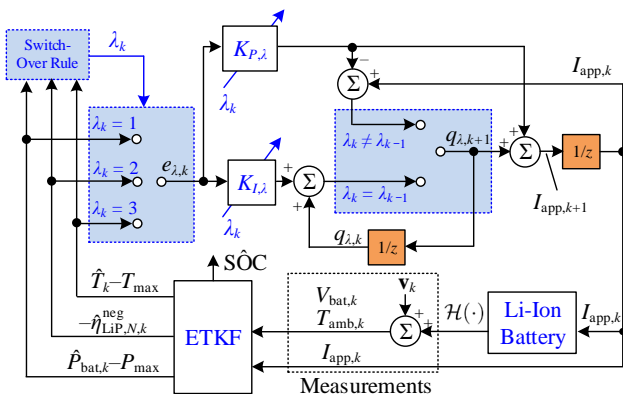 Switch-
Over Rule
λ_k
K_{P,λ}
λ_k
−
Σ
+
I_{app,k}
λ_k = 1
λ_k = 2
λ_k = 3
e_{λ,k}
K_{I,λ}
λ_k
+
Σ
+
λ_k ≠ λ_{k−1}
λ_k = λ_{k−1}
q_{λ,k+1}
+
+
Σ
1/z
I_{app,k+1}
q_{λ,k}
1/z
SÔC
T̂_k–T_max
−η̂^{neg}_{LiP,N,k}
P̂_{bat,k}–P_max
ETKF
V_{bat,k}
T_{amb,k}
I_{app,k}
v_k
+
Σ
+
Measurements
ℋ(·)
Li-Ion
Battery
I_{app,k}